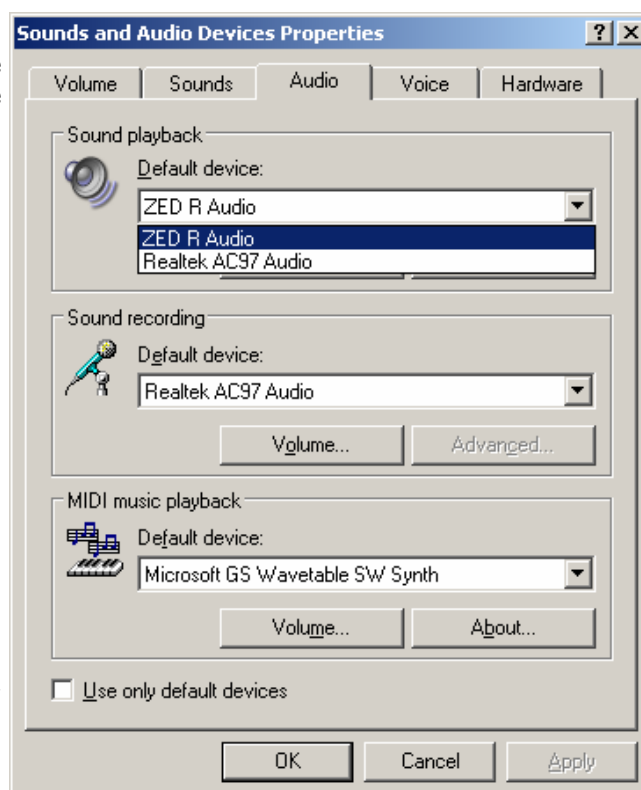 Sounds and Audio Devices Properties
Volume Sounds Audio Voice Hardware
Sound playback
Default device:
ZED R Audio
ZED R Audio
Realtek AC97 Audio
Sound recording
Default device:
Realtek AC97 Audio
Volume... Advanced...
MIDI music playback
Default device:
Microsoft GS Wavetable SW Synth
Volume... About...
Use only default devices
OK Cancel Apply